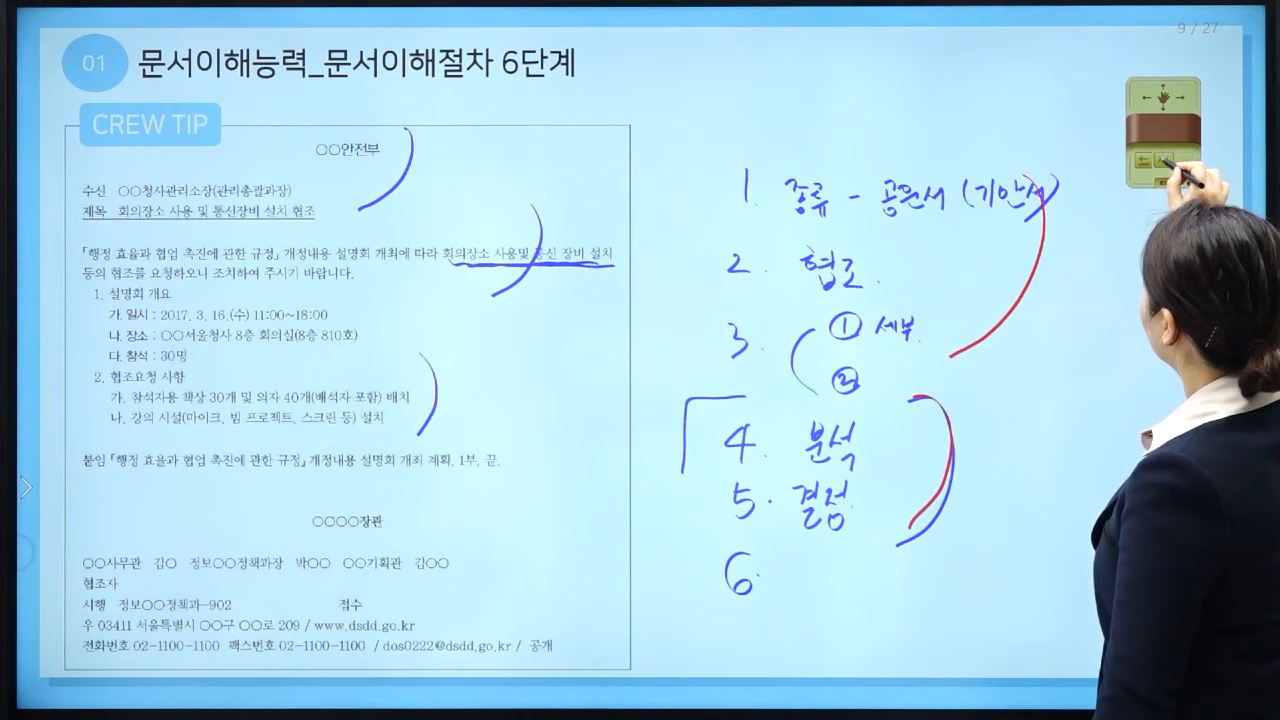 9 / 27
01 문서이해능력_문서이해절차 6단계
CREW TIP
○○안전부
수신 ○○청사관리소장(관리총괄과장)
제목 회의장소 사용 및 통신장비 설치 협조
「행정 효율과 협업 촉진에 관한 규정」 개정내용 설명회 개최에 따라 회의장소 사용및 통신 장비 설치
등의 협조를 요청하오니 조치하여 주시기 바랍니다.
1. 설명회 개요
가. 일시 : 2017. 3. 16.(수) 11:00~18:00
나. 장소 : ○○서울청사 8층 회의실(8층 810호)
다. 참석 : 30명
2. 협조요청 사항
가. 참석자용 책상 30개 및 의자 40개(배석자 포함) 배치
나. 강의 시설(마이크, 빔 프로젝트, 스크린 등) 설치
붙임 「행정 효율과 협업 촉진에 관한 규정」 개정내용 설명회 개최 계획. 1부. 끝.
○○○○장관
○○사무관 김○ 정보○○정책과장 박○○ ○○기획관 김○○
협조자
시행 정보○○정책과-902 접수
우 03411 서울특별시 ○○구 ○○로 209 / www.dsdd.go.kr
전화번호 02-1100-1100 팩스번호 02-1100-1100 / dos0222@dsdd.go.kr / 공개
1. 종류 - 공문서 (기안서)
2. 협조.
3. ① 세부.
②
4. 분석
5. 결정
6.